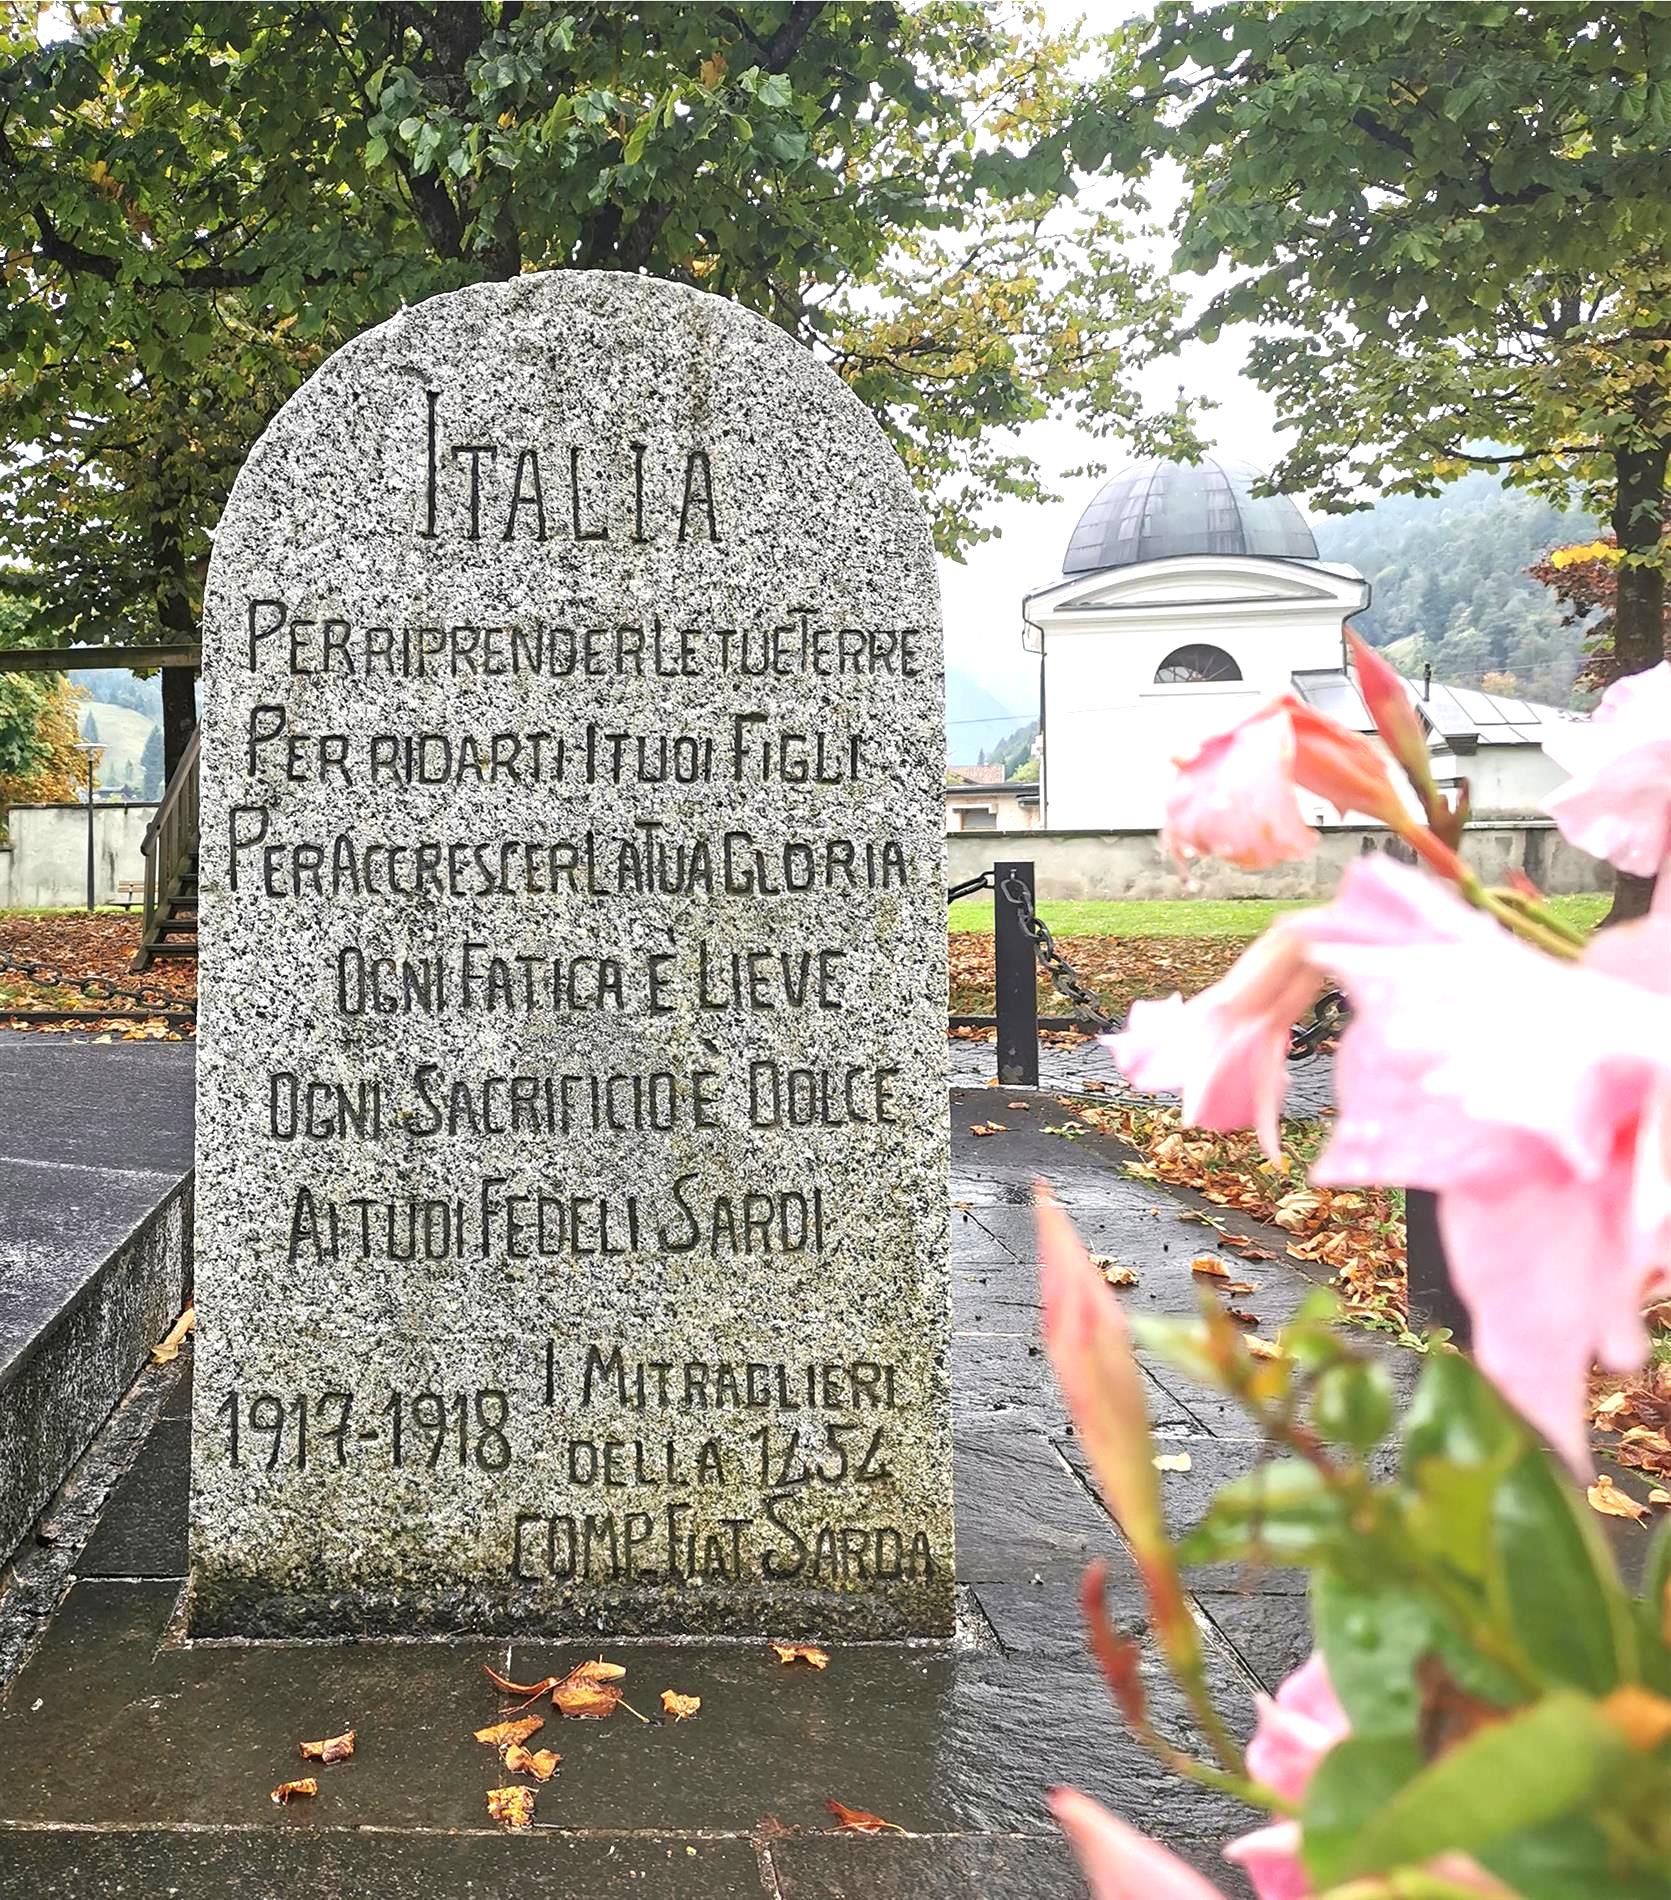 ITALIA
PER RIPRENDER LE TUE TERRE
PER RIDARTI I TUOI FIGLI
PER ACCRESCER LA TUA GLORIA
OGNI FATICA È LIEVE
OGNI SACRIFICIO È DOLCE
AI TUOI FEDELI SARDI
1917-1918
I MITRAGLIERI
DELLA 1454
COMP. FIAT SARDA